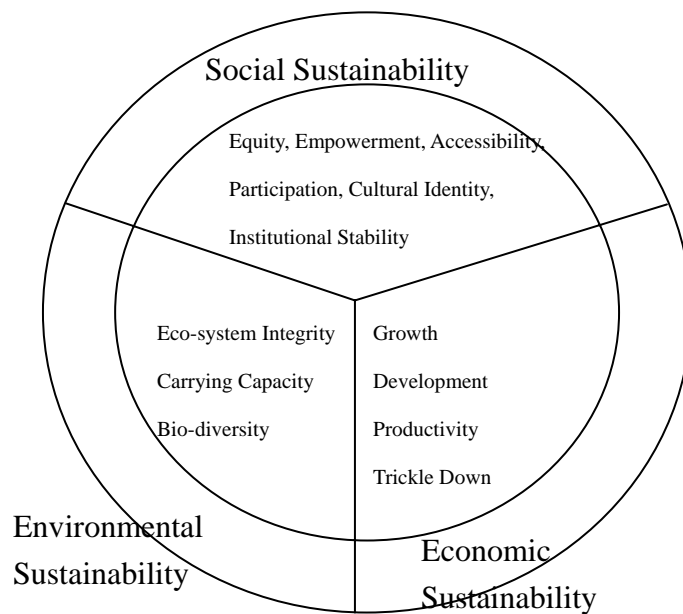 Social Sustainability
Equity, Empowerment, Accessibility,
Participation, Cultural Identity,
Institutional Stability
Eco-system Integrity
Carrying Capacity
Bio-diversity
Growth
Development
Productivity
Trickle Down
Environmental
Sustainability
Economic
Sustainability